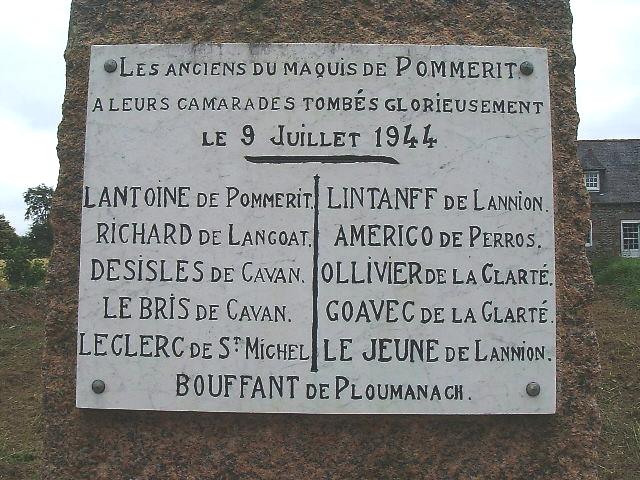 LES ANCIENS DU MAQUIS DE POMMERIT.
A LEURS CAMARADES TOMBÉS GLORIEUSEMENT
LE 9 JUILLET 1944
LANTOINE DE POMMERIT.
RICHARD DE LANGOAT.
DESISLES DE CAVAN.
LE BRIS DE CAVAN.
LECLERC DE ST MICHEL
LINTANFF DE LANNION.
AMERICO DE PERROS.
OLLIVIER DE LA CLARTÉ.
GOAVEC DE LA CLARTÉ.
LE JEUNE DE LANNION.
BOUFFANT DE PLOUMANACH.